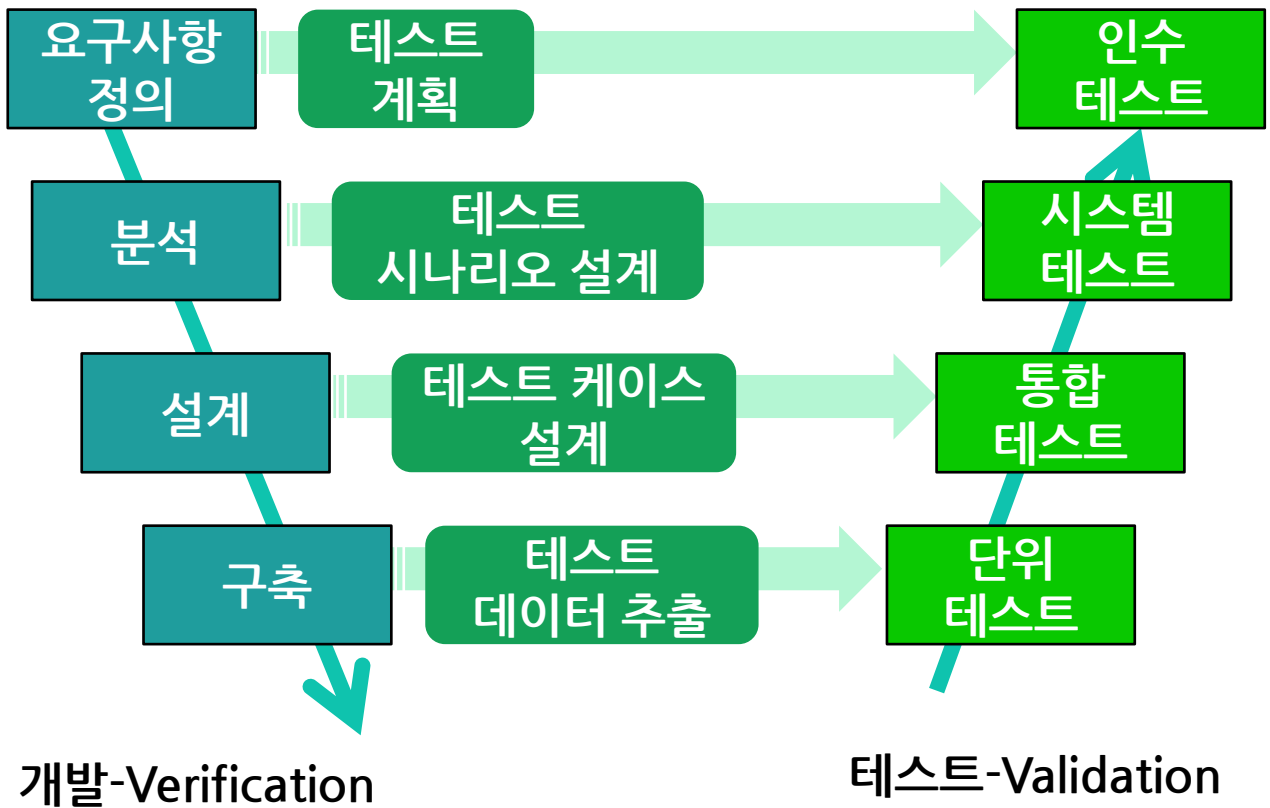 요구사항
정의
테스트
계획
인수
테스트
분석
테스트
시나리오 설계
시스템
테스트
설계
테스트 케이스
설계
통합
테스트
구축
테스트
데이터 추출
단위
테스트
개발-Verification
테스트-Validation